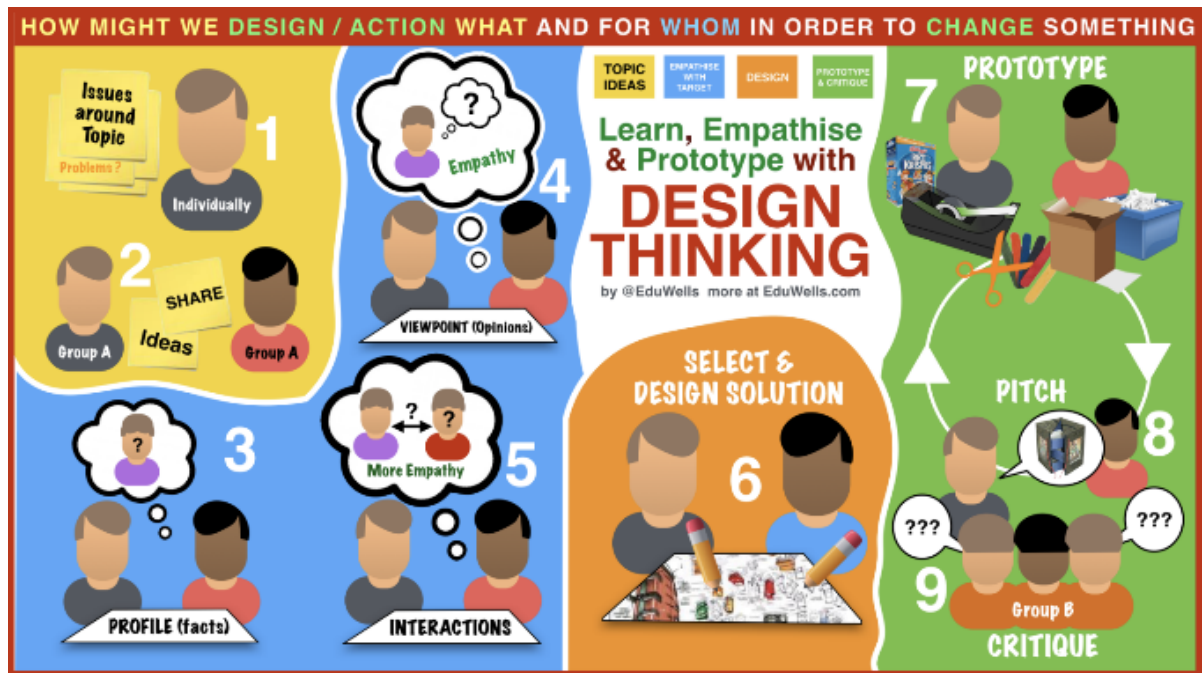 HOW MIGHT WE DESIGN / ACTION WHAT AND FOR WHOM IN ORDER TO CHANGE SOMETHING
Issues
around
Topic
Problems?
1
Individually
2
SHARE
Ideas
Group A
Group A
3
?
PROFILE (facts)
4
?
Empathy
VIEWPOINT (Opinions)
5
?
? ?
More Empathy
INTERACTIONS
TOPIC
IDEAS
EMPATHISE
WITH
TARGET
DESIGN
PROTOTYPE
& CRITIQUE
Learn, Empathise
& Prototype with
DESIGN
THINKING
by @EduWells more at EduWells.com
SELECT &
DESIGN SOLUTION
6
PROTOTYPE
7
PITCH
8
???
???
9
Group B
CRITIQUE